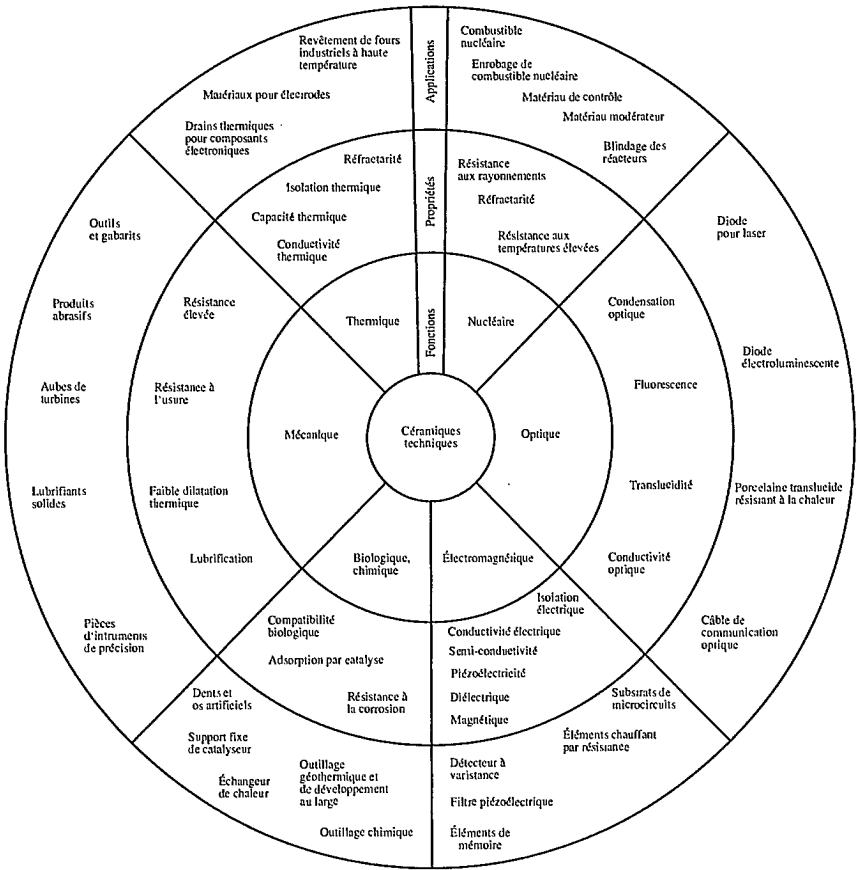 Applications
Propriétés
Fonctions
Céramiques
techniques
Thermique
Réfractarité
Isolation thermique
Capacité thermique
Conductivité
thermique
Revêtement de fours
industriels à haute
température
Matériaux pour électrodes
Drains thermiques
pour composants
électroniques
Nucléaire
Résistance
aux rayonnements
Réfractarité
Résistance aux
températures élevées
Combustible
nucléaire
Enrobage de
combustible nucléaire
Matériau de contrôle
Matériau modérateur
Blindage des
réacteurs
Optique
Condensation
optique
Fluorescence
Translucidité
Conductivité
optique
Diode
pour laser
Diode
électroluminescente
Porcelaine translucide
résistant à la chaleur
Câble de
communication
optique
Électromagnétique
Isolation
électrique
Conductivité électrique
Semi-conductivité
Piézoélectricité
Diélectrique
Magnétique
Substrats de
microcircuits
Éléments chauffant
par résistance
Détecteur à
varistance
Filtre piézoélectrique
Éléments de
mémoire
Biologique,
chimique
Compatibilité
biologique
Adsorption par catalyse
Résistance à
la corrosion
Dents et
os artificiels
Support fixe
de catalyseur
Échangeur
de chaleur
Outillage
géothermique et
de développement
au large
Outillage chimique
Mécanique
Résistance
élevée
Résistance à
l'usure
Faible dilatation
thermique
Lubrification
Outils
et gabarits
Produits
abrasifs
Aubes de
turbines
Lubrifiants
solides
Pièces
d'intruments
de précision